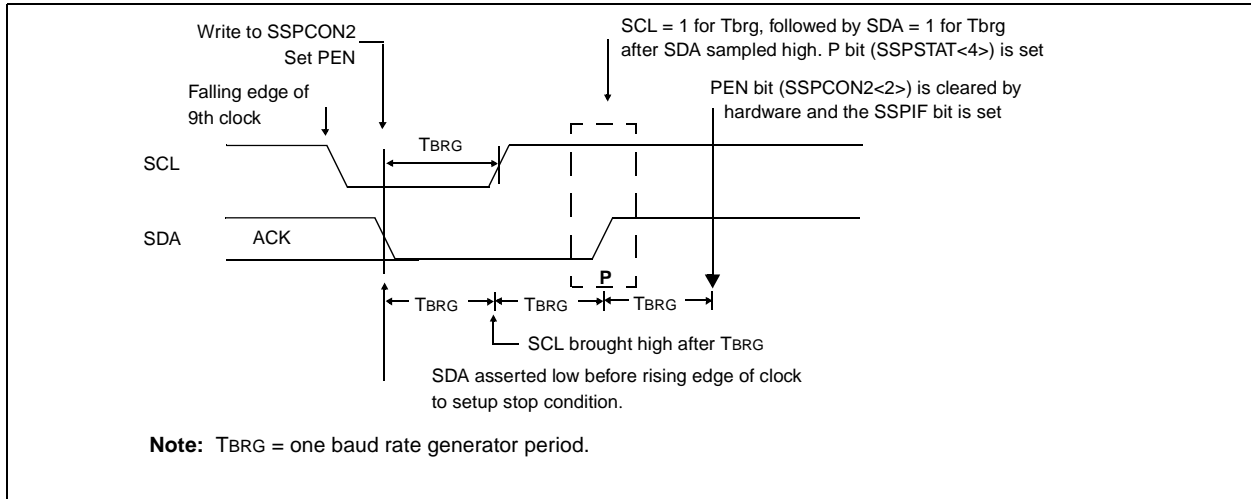 Write to SSPCON2
Set PEN
SCL = 1 for Tbrg, followed by SDA = 1 for Tbrg
after SDA sampled high. P bit (SSPSTAT<4>) is set
Falling edge of
9th clock
PEN bit (SSPCON2<2>) is cleared by
hardware and the SSPIF bit is set
TBRG
SCL
SDA
ACK
P
TBRG
TBRG
TBRG
SCL brought high after TBRG
SDA asserted low before rising edge of clock
to setup stop condition.
Note: TBRG = one baud rate generator period.